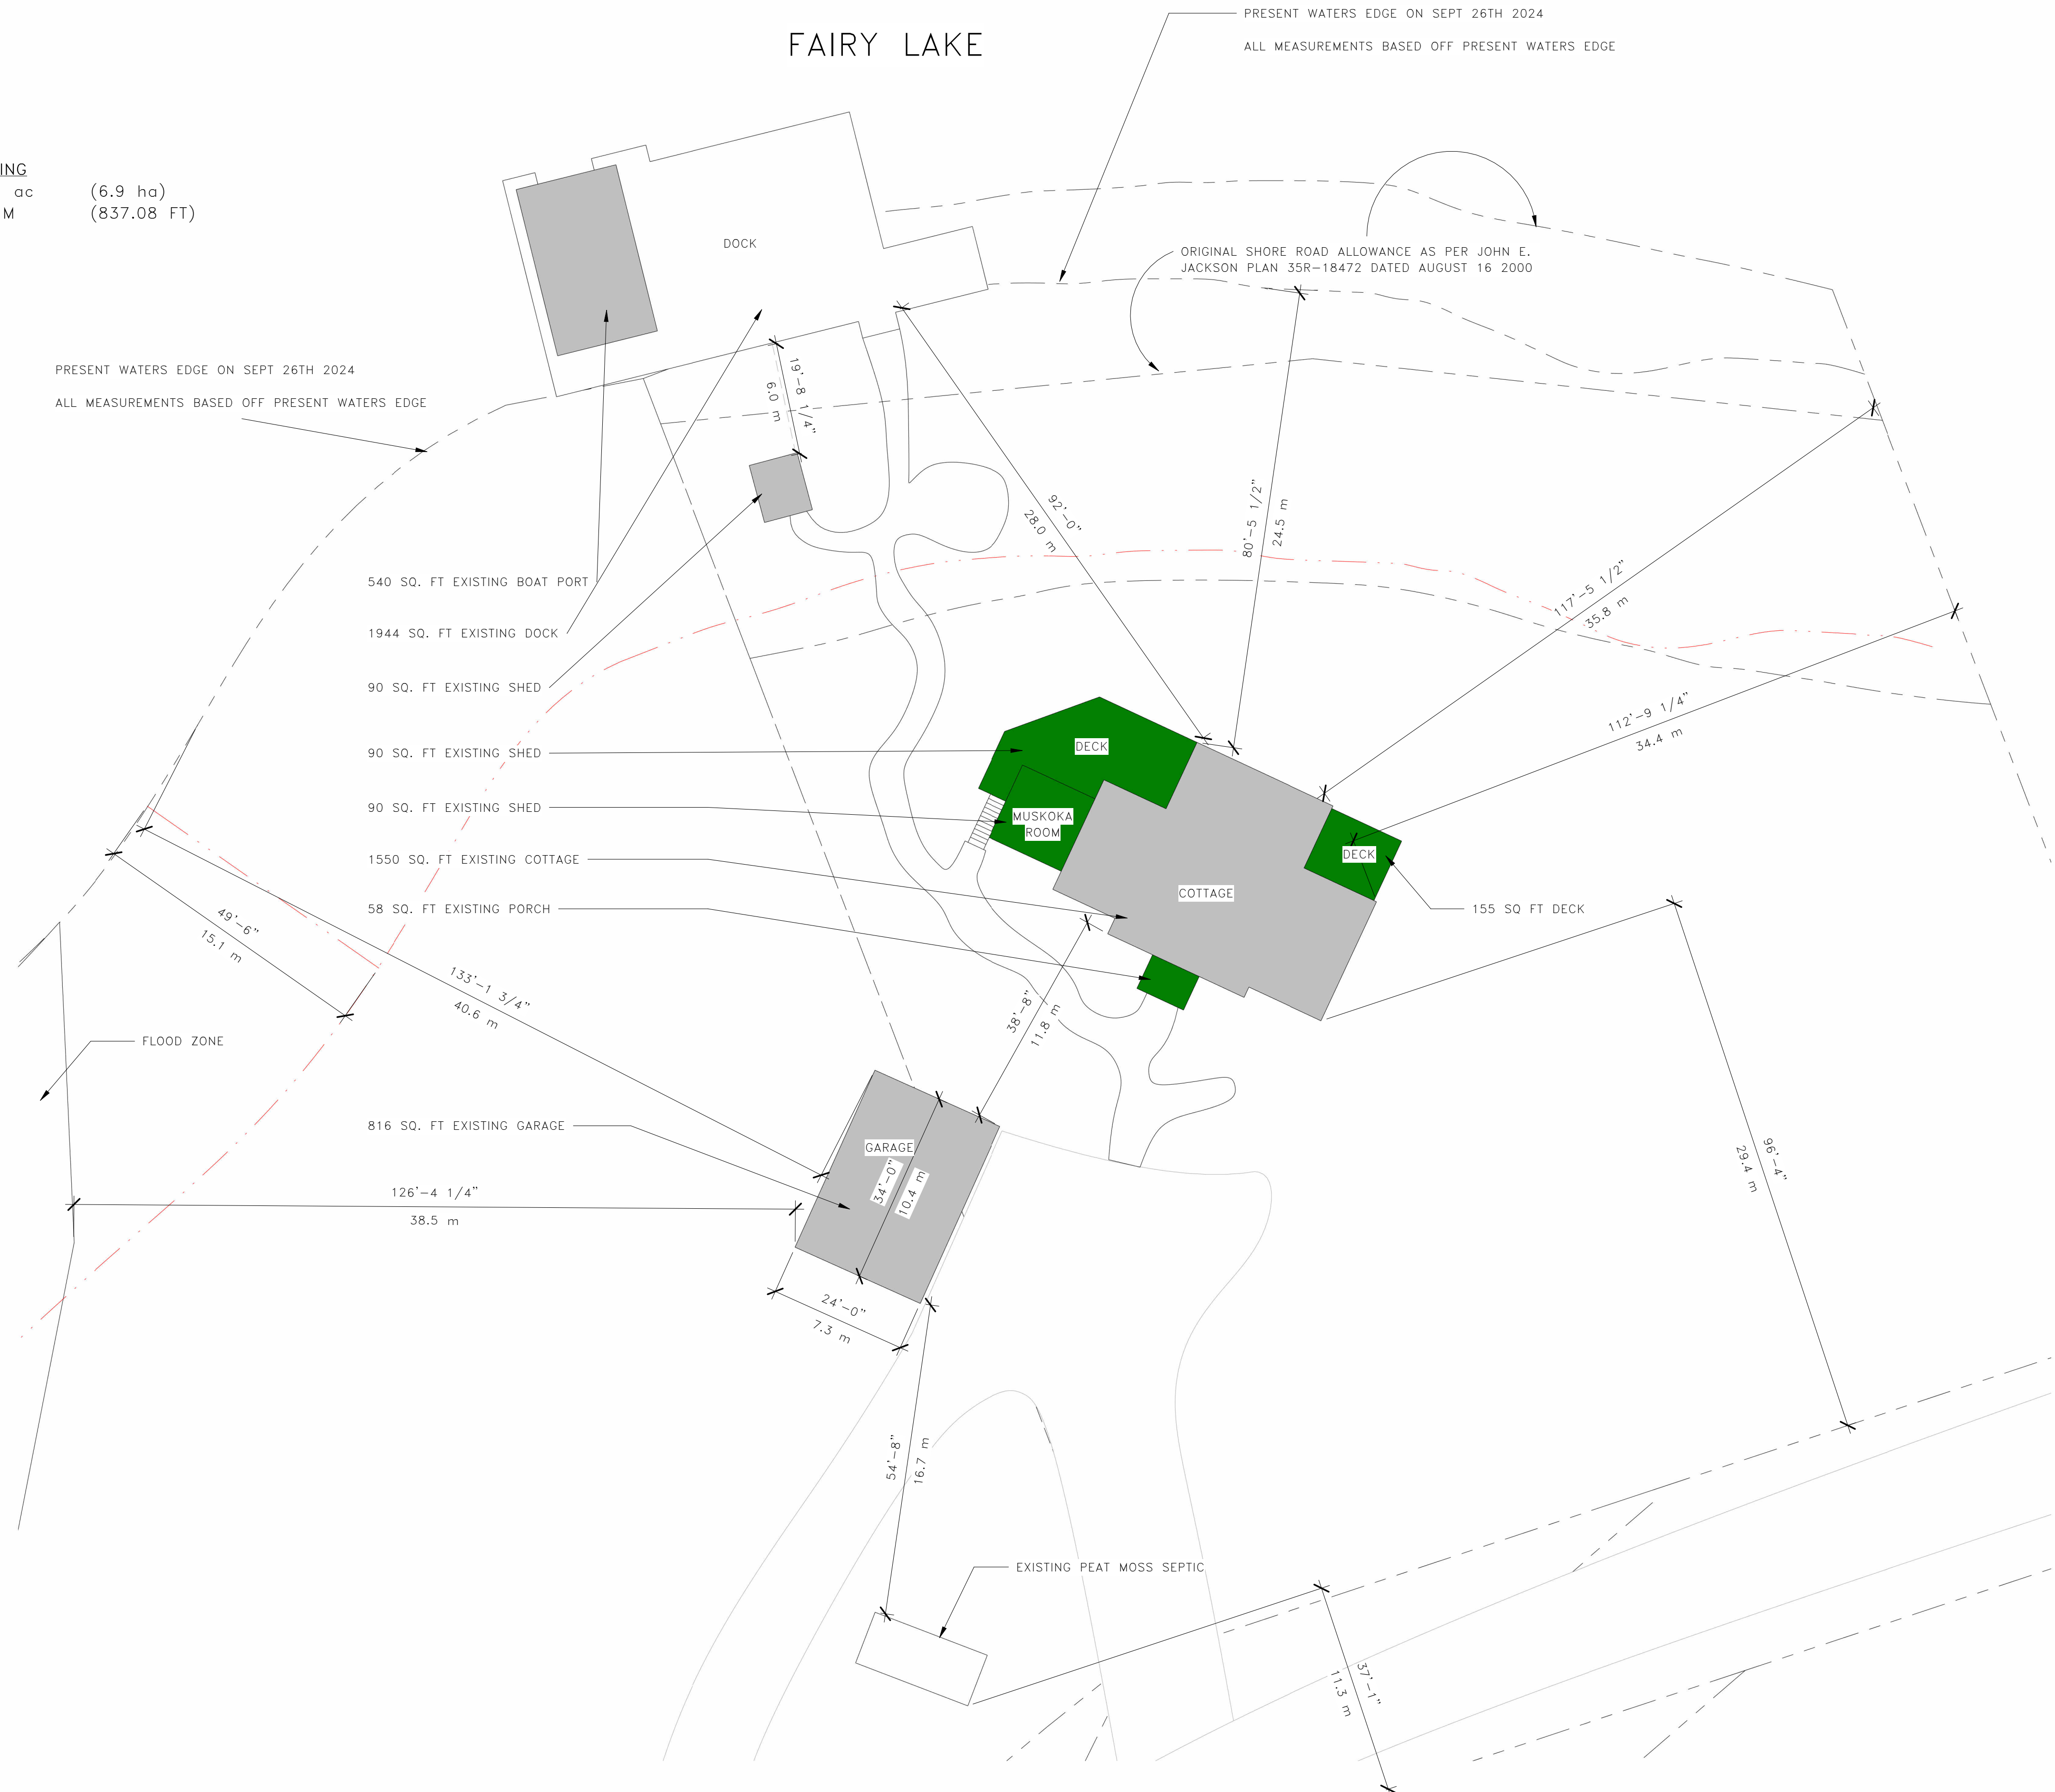 PRESENT WATERS EDGE ON SEPT 26TH 2024
ALL MEASUREMENTS BASED OFF PRESENT WATERS EDGE
FAIRY LAKE
ING
ac (6.9 ha)
M (837.08 FT)
DOCK
ORIGINAL SHORE ROAD ALLOWANCE AS PER JOHN E.
JACKSON PLAN 35R-18472 DATED AUGUST 16 2000
PRESENT WATERS EDGE ON SEPT 26TH 2024
ALL MEASUREMENTS BASED OFF PRESENT WATERS EDGE
19'-8 1/4"
6.0 m
92'-0"
28.0 m
80'-5 1/2"
24.5 m
117'-5 1/2"
35.8 m
112'-9 1/4"
34.4 m
540 SQ. FT EXISTING BOAT PORT
1944 SQ. FT EXISTING DOCK
90 SQ. FT EXISTING SHED
90 SQ. FT EXISTING SHED
90 SQ. FT EXISTING SHED
1550 SQ. FT EXISTING COTTAGE
58 SQ. FT EXISTING PORCH
DECK
MUSKOKA
ROOM
DECK
COTTAGE
155 SQ FT DECK
49'-6"
15.1 m
133'-1 3/4"
40.6 m
38'-8"
11.8 m
FLOOD ZONE
816 SQ. FT EXISTING GARAGE
GARAGE
34'-0"
10.4 m
126'-4 1/4"
38.5 m
24'-0"
7.3 m
96'-4"
29.4 m
54'-8"
16.7 m
EXISTING PEAT MOSS SEPTIC
37'-1"
11.3 m